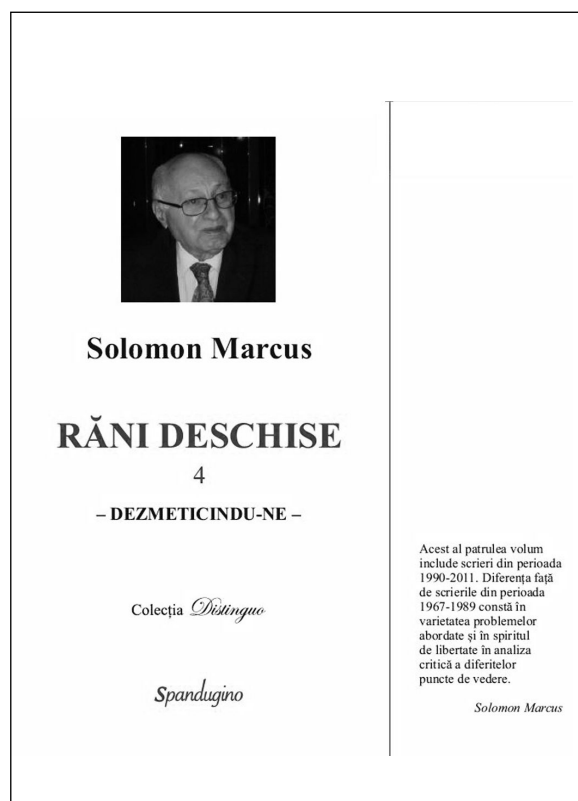 Solomon Marcus
RĂNI DESCHISE
4
– DEZMETICINDU-NE –
Colecția Distinguo
Spandugino
Acest al patrulea volum
include scrieri din perioada
1990-2011. Diferența față
de scrierile din perioada
1967-1989 constă în
varietatea problemelor
abordate și în spiritul
de libertate în analiza
critică a diferitelor
puncte de vedere.
Solomon Marcus